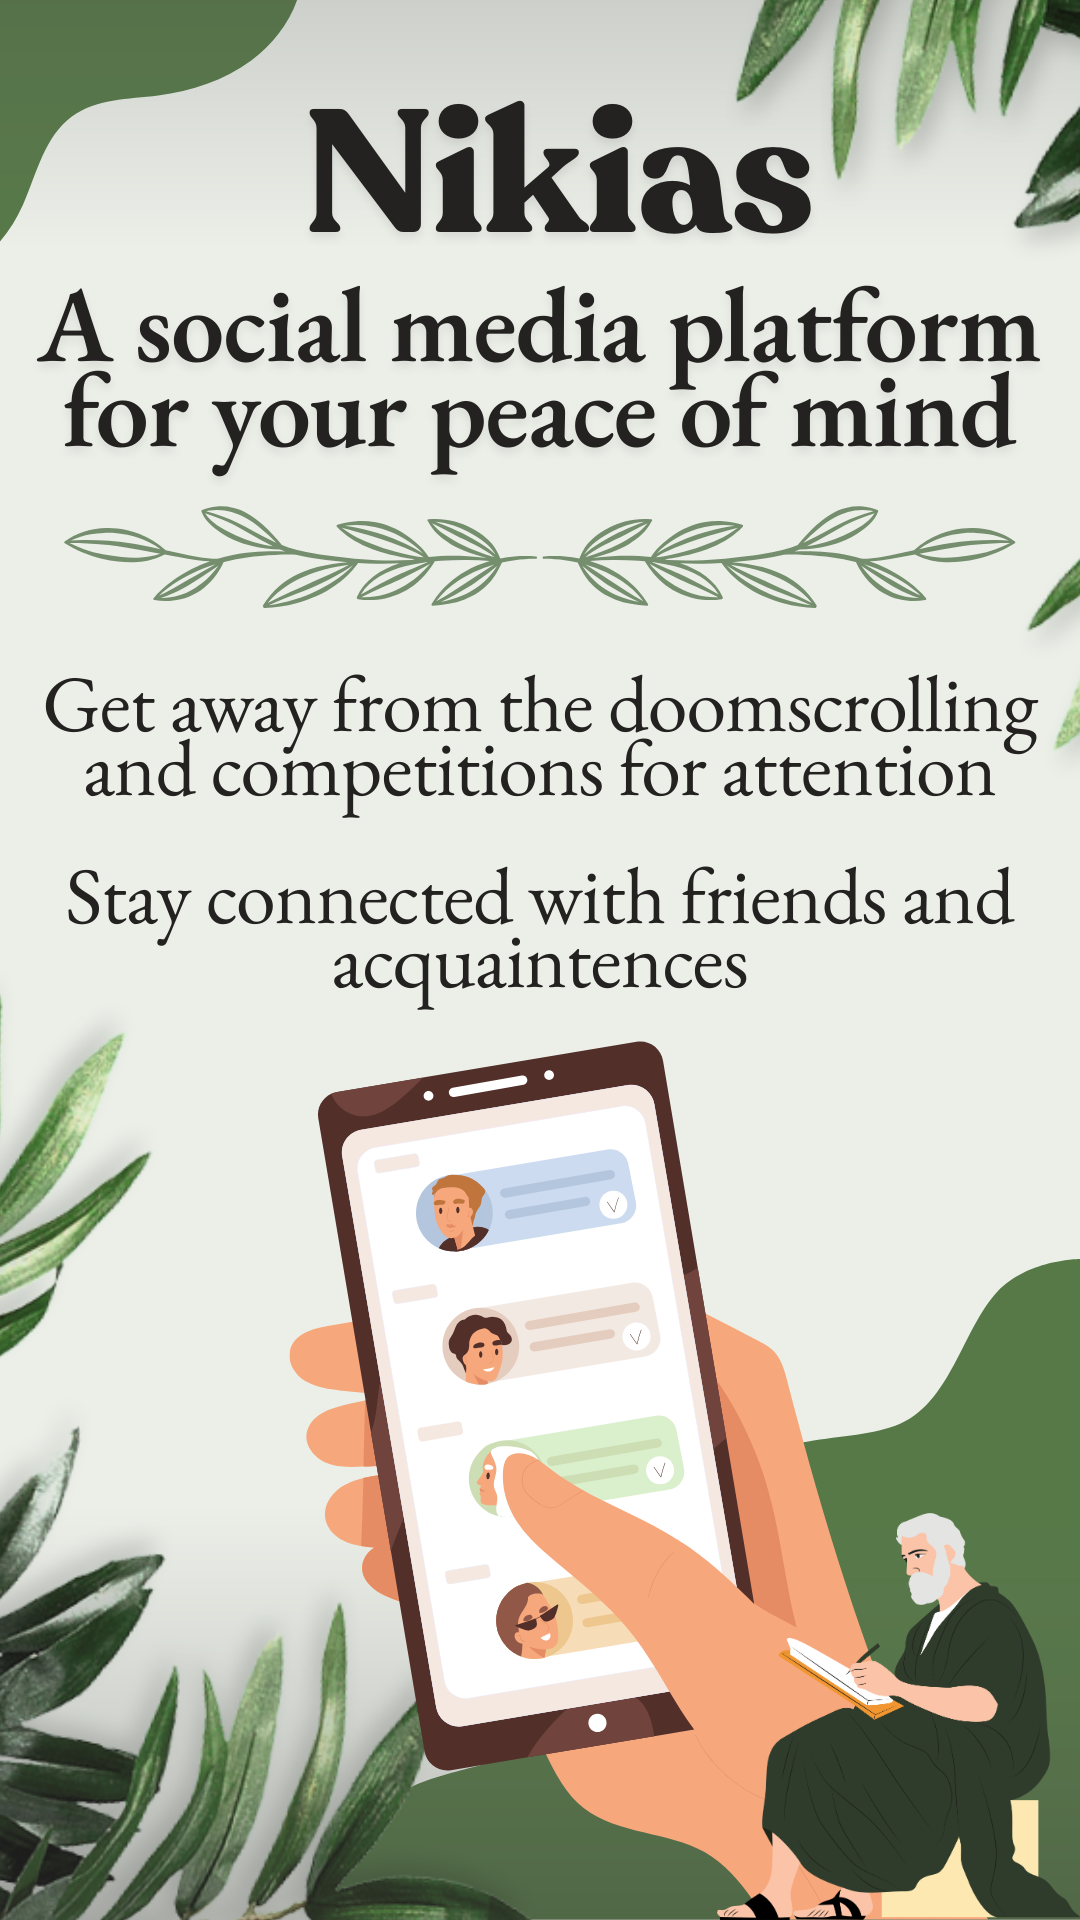 Nikias
A social media platform
for your peace of mind
Get away from the doomscrolling
and competitions for attention
Stay connected with friends and
acquaintences